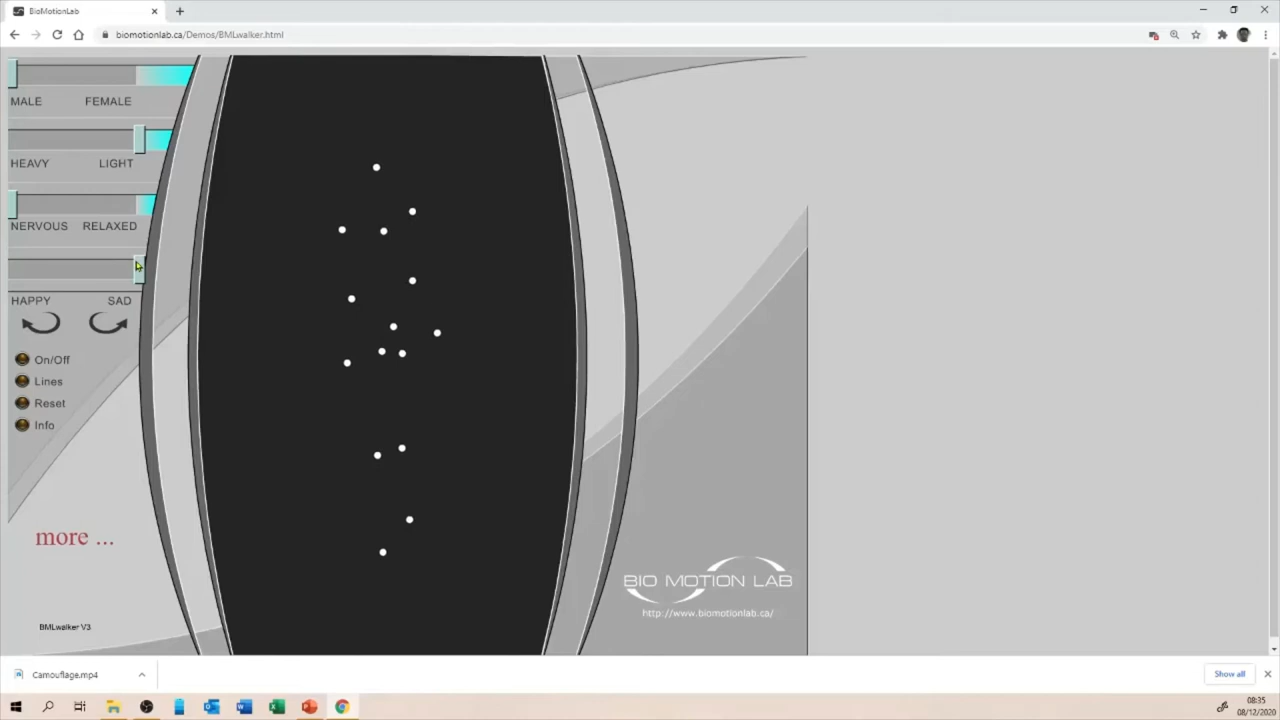 BioMotionLab
biomotionlab.ca/Demos/BMLwalker.html
MALE FEMALE
HEAVY LIGHT
NERVOUS RELAXED
HAPPY SAD
On/Off
Lines
Reset
Info
more ...
BIO MOTION LAB
http://www.biomotionlab.ca/
BMLwalker V3
Camouflage.mp4
Show all
08:35
08/12/2020